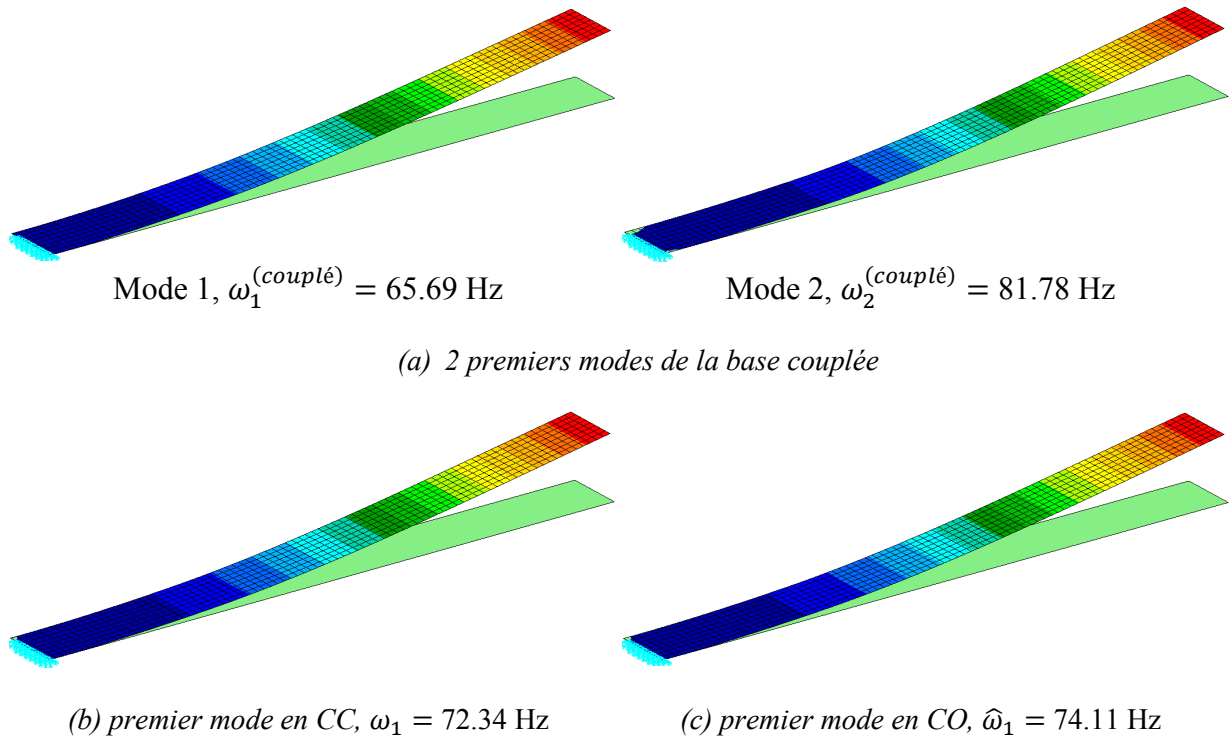 Mode 1, ω₁⁽ᶜᵒᵘᵖˡᵉ́⁾ = 65.69 Hz
Mode 2, ω₂⁽ᶜᵒᵘᵖˡᵉ́⁾ = 81.78 Hz
(a) 2 premiers modes de la base couplée
(b) premier mode en CC, ω₁ = 72.34 Hz
(c) premier mode en CO, ω̂₁ = 74.11 Hz